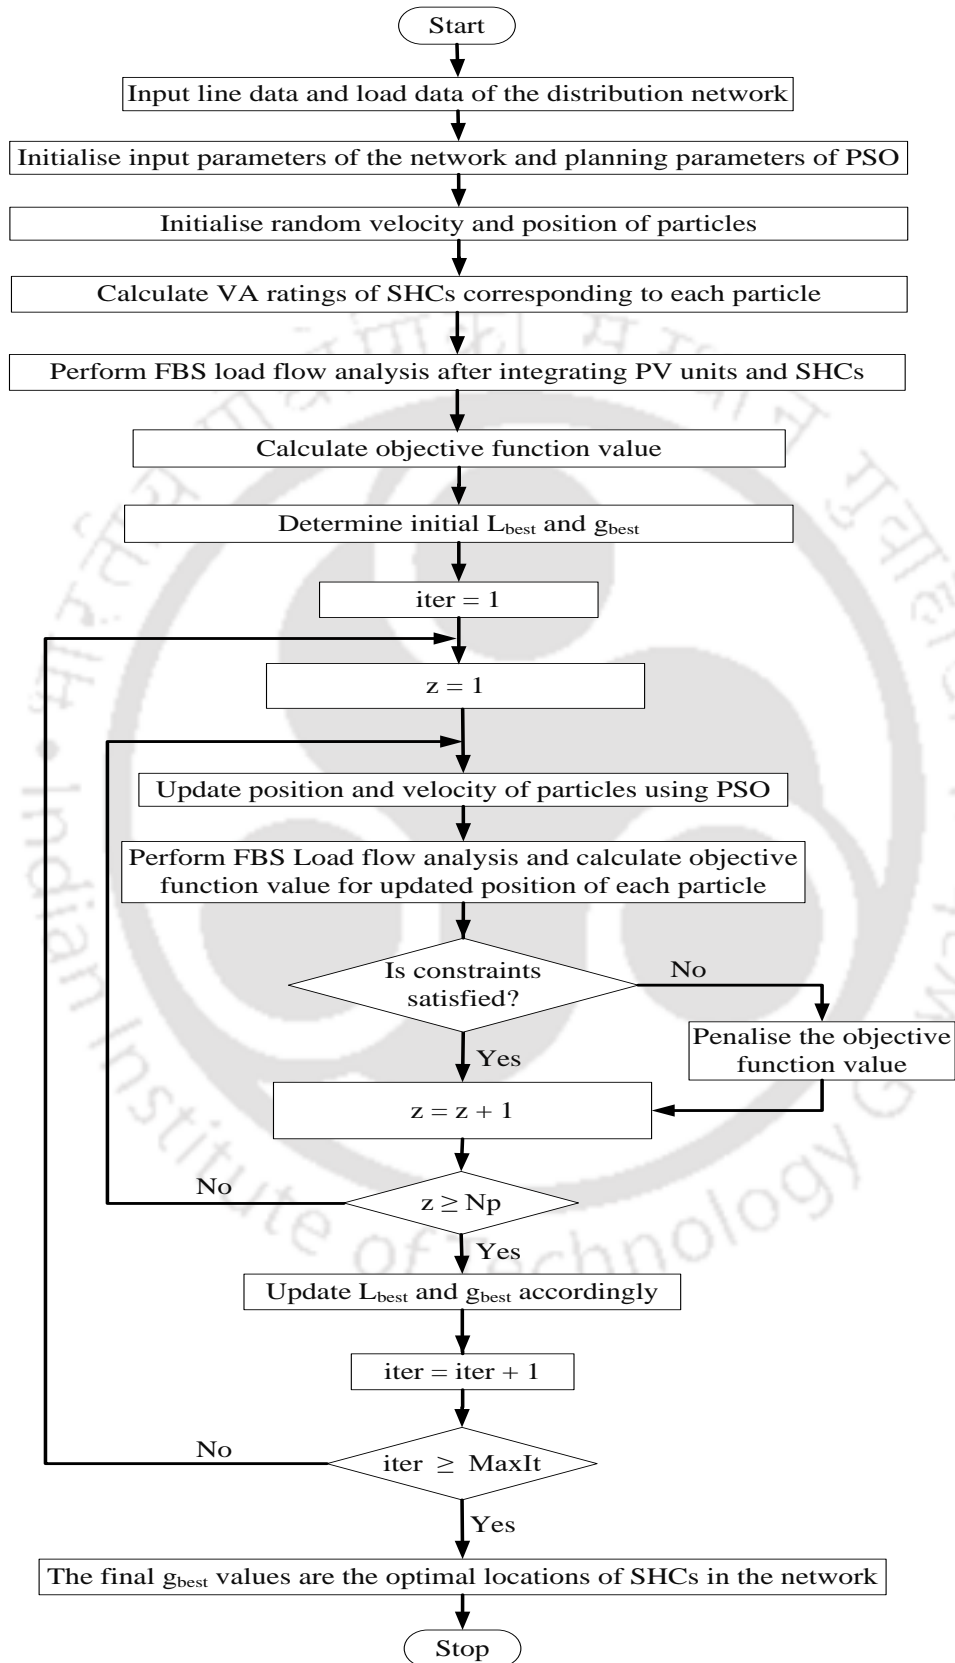 Start
Input line data and load data of the distribution network
Initialise input parameters of the network and planning parameters of PSO
Initialise random velocity and position of particles
Calculate VA ratings of SHCs corresponding to each particle
Perform FBS load flow analysis after integrating PV units and SHCs
Calculate objective function value
Determine initial Lbest and gbest
iter = 1
z = 1
Update position and velocity of particles using PSO
Perform FBS Load flow analysis and calculate objective
function value for updated position of each particle
Is constraints
satisfied?
No
Penalise the objective
function value
Yes
z = z + 1
z ≥ Np
No
Yes
Update Lbest and gbest accordingly
iter = iter + 1
iter ≥ MaxIt
No
Yes
The final gbest values are the optimal locations of SHCs in the network
Stop
Indian Institute of Technology